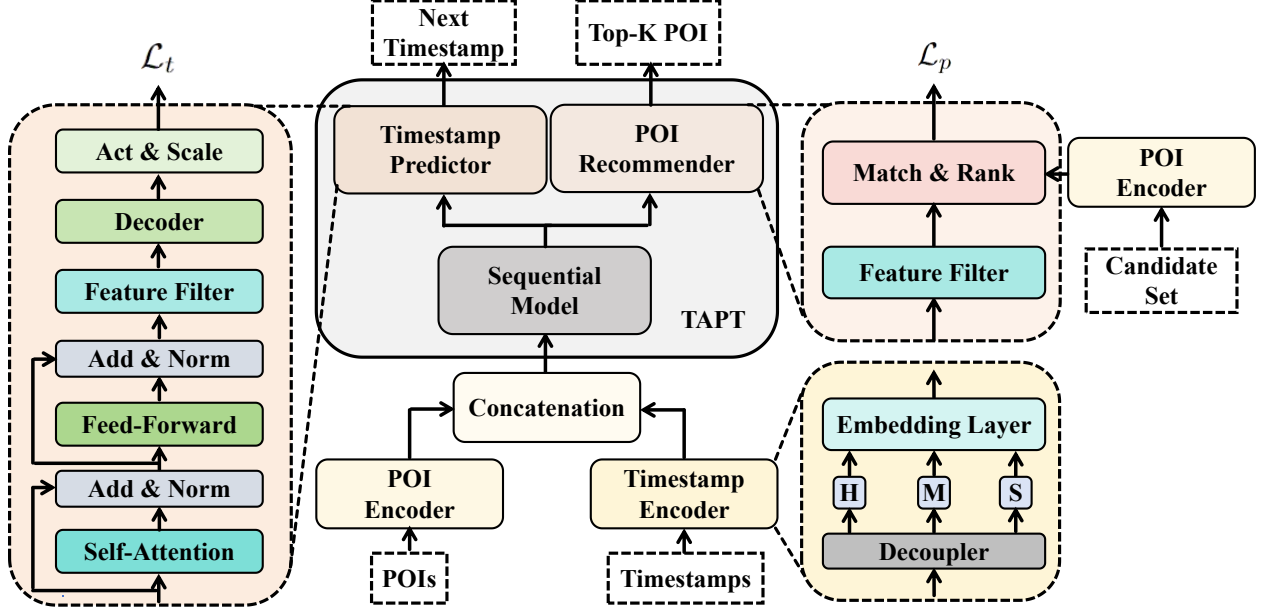 Next
Timestamp
Top-K POI
ℒₜ
Act & Scale
Decoder
Feature Filter
Add & Norm
Feed-Forward
Add & Norm
Self-Attention
Timestamp
Predictor
POI
Recommender
Sequential
Model
TAPT
Concatenation
POI
Encoder
Timestamp
Encoder
POIs
Timestamps
ℒₚ
Match & Rank
Feature Filter
POI
Encoder
Candidate
Set
Embedding Layer
H M S
Decoupler